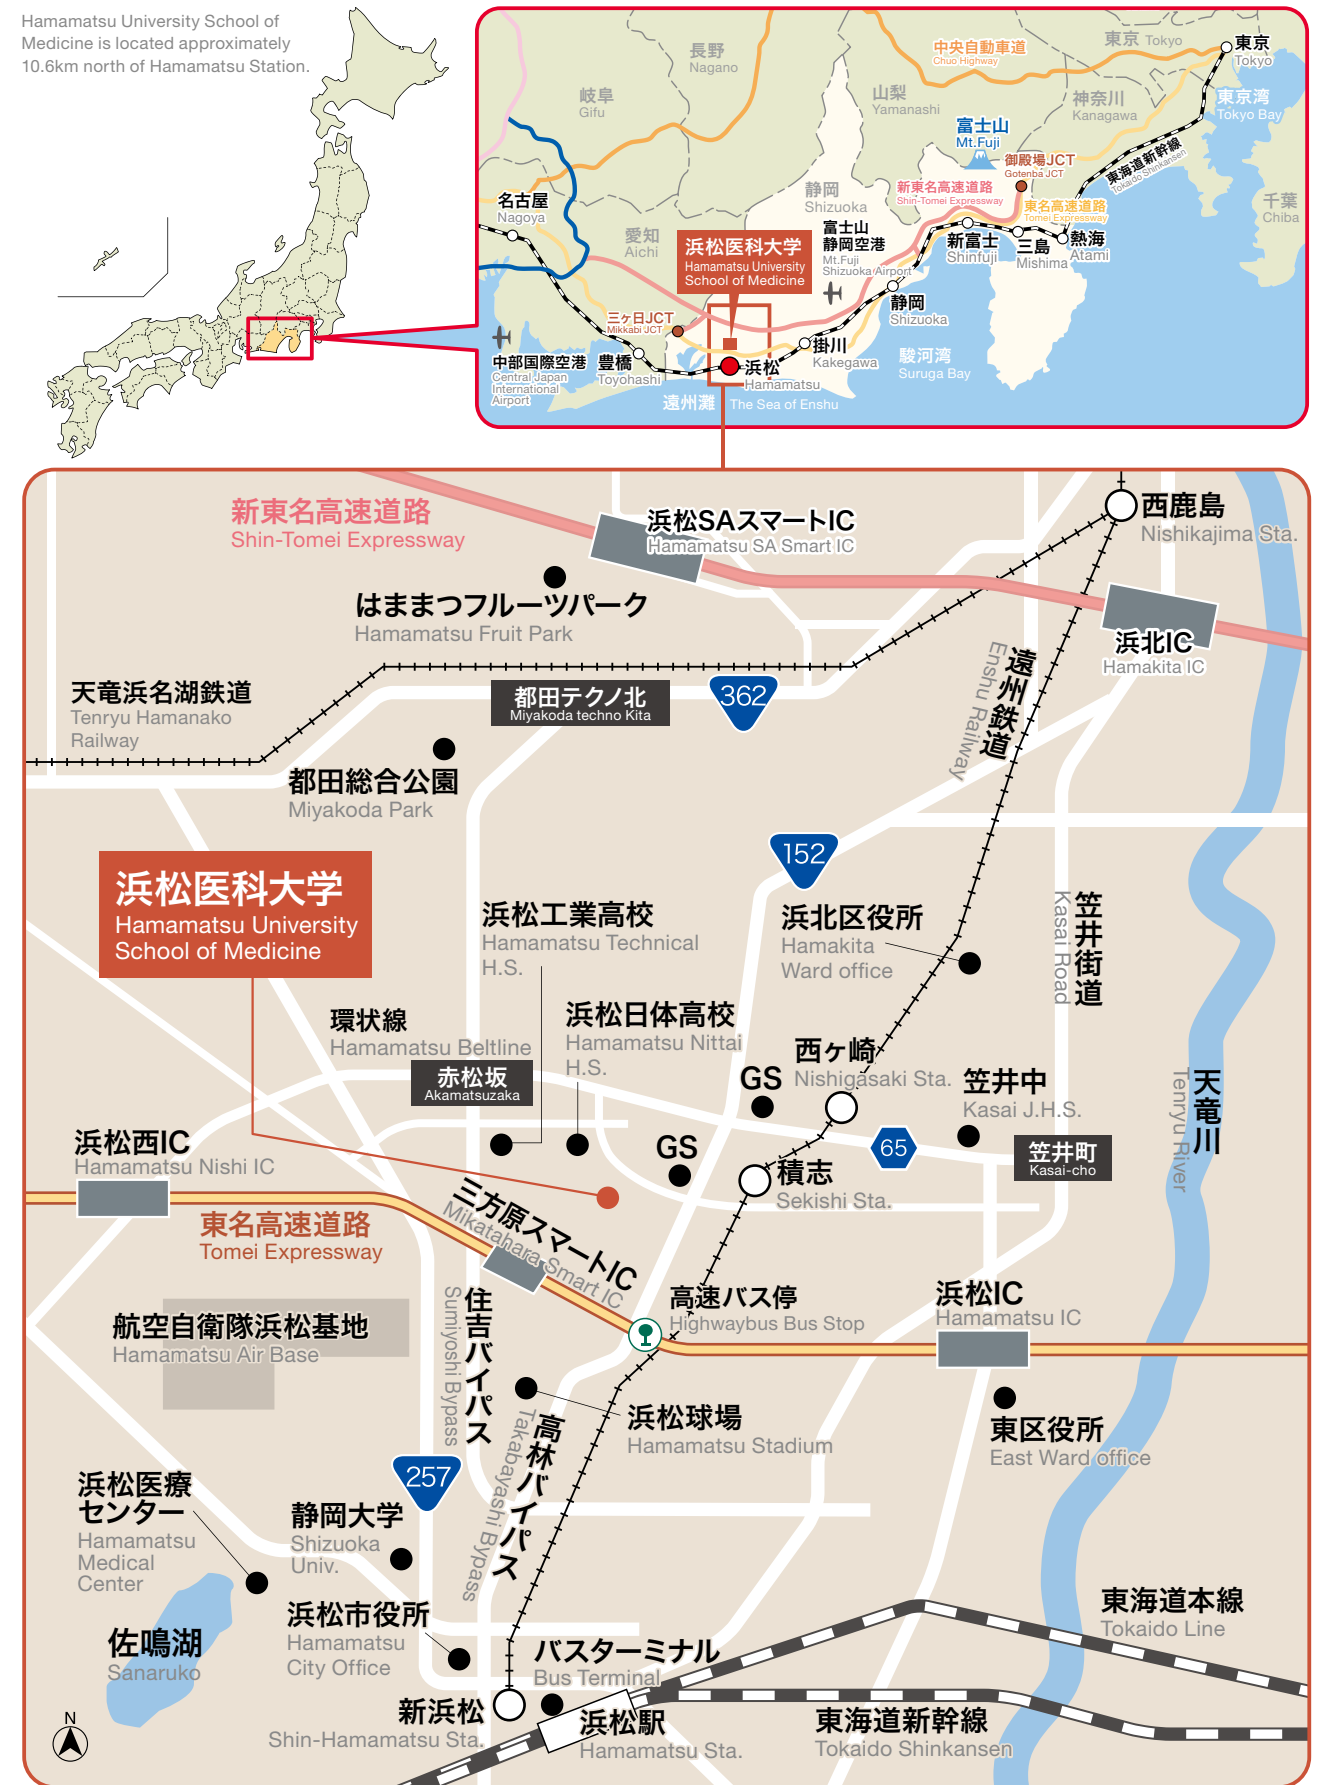 Hamamatsu University School of
Medicine is located approximately
10.6km north of Hamamatsu Station.
長野
Nagano
中央自動車道
Chuo Highway
東京 Tokyo
東京
Tokyo
岐阜
Gifu
山梨
Yamanashi
神奈川
Kanagawa
東京湾
Tokyo Bay
富士山
Mt.Fuji
御殿場JCT
Gotenba JCT
東海道新幹線
Tokaido Shinkansen
静岡
Shizuoka
新東名高速道路
Shin-Tomei Expressway
東名高速道路
Tomei Expressway
千葉
Chiba
名古屋
Nagoya
愛知
Aichi
浜松医科大学
Hamamatsu University
School of Medicine
富士山
静岡空港
Mt.Fuji
Shizuoka Airport
新富士
Shinfuji
三島
Mishima
熱海
Atami
静岡
Shizuoka
三ヶ日JCT
Mikkabi JCT
掛川
Kakegawa
駿河湾
Suruga Bay
中部国際空港
Central Japan
International
Airport
豊橋
Toyohashi
浜松
Hamamatsu
遠州灘
The Sea of Enshu
新東名高速道路
Shin-Tomei Expressway
浜松SAスマートIC
Hamamatsu SA Smart IC
西鹿島
Nishikajima Sta.
はままつフルーツパーク
Hamamatsu Fruit Park
浜北IC
Hamakita IC
遠州鉄道
Enshu Railway
天竜浜名湖鉄道
Tenryu Hamanako
Railway
都田テクノ北
Miyakoda techno Kita
362
都田総合公園
Miyakoda Park
152
浜松医科大学
Hamamatsu University
School of Medicine
浜松工業高校
Hamamatsu Technical
H.S.
浜北区役所
Hamakita
Ward office
笠井街道
Kasai Road
環状線
Hamamatsu Beltline
浜松日体高校
Hamamatsu Nittai
H.S.
赤松坂
Akamatsuzaka
GS
西ヶ崎
Nishigasaki Sta.
笠井中
Kasai J.H.S.
天竜川
Tenryu River
浜松西IC
Hamamatsu Nishi IC
GS
65
笠井町
Kasai-cho
積志
Sekishi Sta.
東名高速道路
Tomei Expressway
三方原スマートIC
Mikatahara Smart IC
高速バス停
Highwaybus Bus Stop
浜松IC
Hamamatsu IC
航空自衛隊浜松基地
Hamamatsu Air Base
住吉バイパス
Sumiyoshi Bypass
浜松球場
Hamamatsu Stadium
高林バイパス
Takabayashi Bypass
東区役所
East Ward office
257
浜松医療
センター
Hamamatsu
Medical
Center
静岡大学
Shizuoka
Univ.
佐鳴湖
Sanaruko
浜松市役所
Hamamatsu
City Office
バスターミナル
Bus Terminal
東海道本線
Tokaido Line
新浜松
Shin-Hamamatsu Sta.
浜松駅
Hamamatsu Sta.
東海道新幹線
Tokaido Shinkansen
N